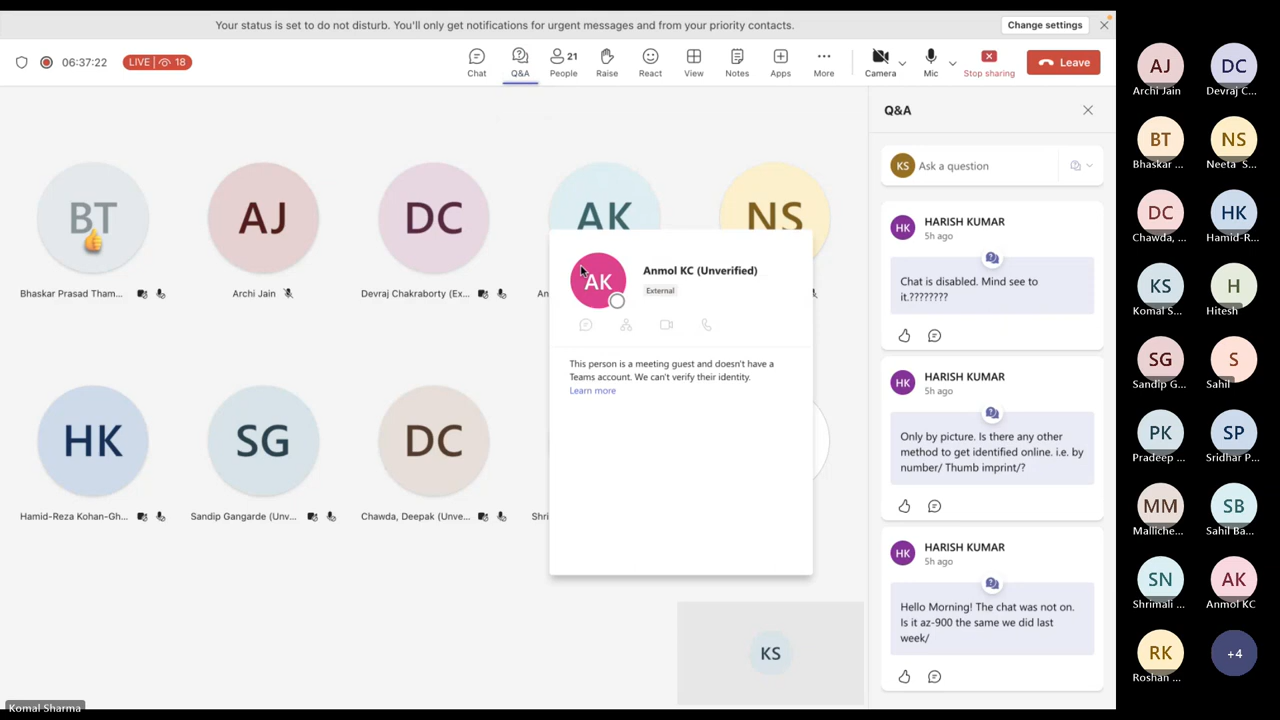 Your status is set to do not disturb. You'll only get notifications for urgent messages and from your priority contacts.
Change settings
06:37:22
LIVE
18
Chat
Q&A
21
People
Raise
React
View
Notes
Apps
More
Camera
Mic
Stop sharing
Leave
BT
AJ
DC
AK
NS
Bhaskar Prasad Tham...
Archi Jain
Devraj Chakraborty (Ex...
An
AK
Anmol KC (Unverified)
External
This person is a meeting guest and doesn't have a
Teams account. We can't verify their identity.
Learn more
HK
SG
DC
Hamid-Reza Kohan-Gh...
Sandip Gangarde (Unv...
Chawda, Deepak (Unve...
Shri
KS
Komal Sharma
Q&A
KS
Ask a question
HK
HARISH KUMAR
5h ago
Chat is disabled. Mind see to
it.????????
HK
HARISH KUMAR
5h ago
Only by picture. Is there any other
method to get identified online. i.e. by
number/ Thumb imprint/?
HK
HARISH KUMAR
5h ago
Hello Morning! The chat was not on.
Is it az-900 the same we did last
week/
AJ
DC
Archi Jain
Devraj C...
BT
NS
Bhaskar ...
Neeta S...
DC
HK
Chawda, ...
Hamid-R...
KS
H
Komal S...
Hitesh
SG
S
Sandip G...
Sahil
PK
SP
Pradeep ...
Sridhar P...
MM
SB
Malliche...
Sahil Ba...
SN
AK
Shrimali ...
Anmol KC
RK
+4
Roshan ...